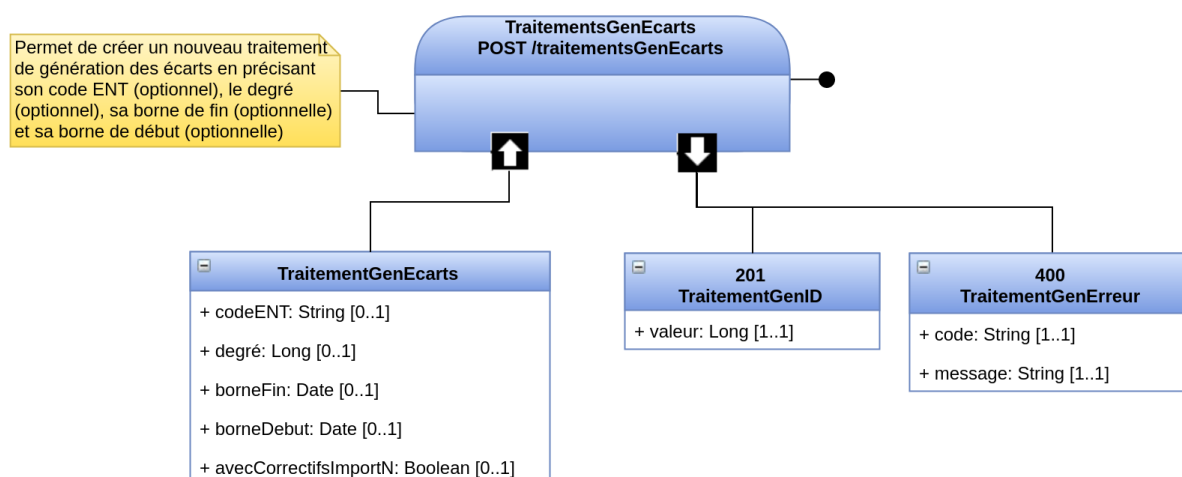 TraitementsGenEcarts
POST /traitementsGenEcarts
Permet de créer un nouveau traitement
de génération des écarts en précisant
son code ENT (optionnel), le degré
(optionnel), sa borne de fin (optionnelle)
et sa borne de début (optionnelle)
TraitementGenEcarts
+ codeENT: String [0..1]
+ degré: Long [0..1]
+ borneFin: Date [0..1]
+ borneDebut: Date [0..1]
+ avecCorrectifsImportN: Boolean [0..1]
201
TraitementGenID
+ valeur: Long [1..1]
400
TraitementGenErreur
+ code: String [1..1]
+ message: String [1..1]